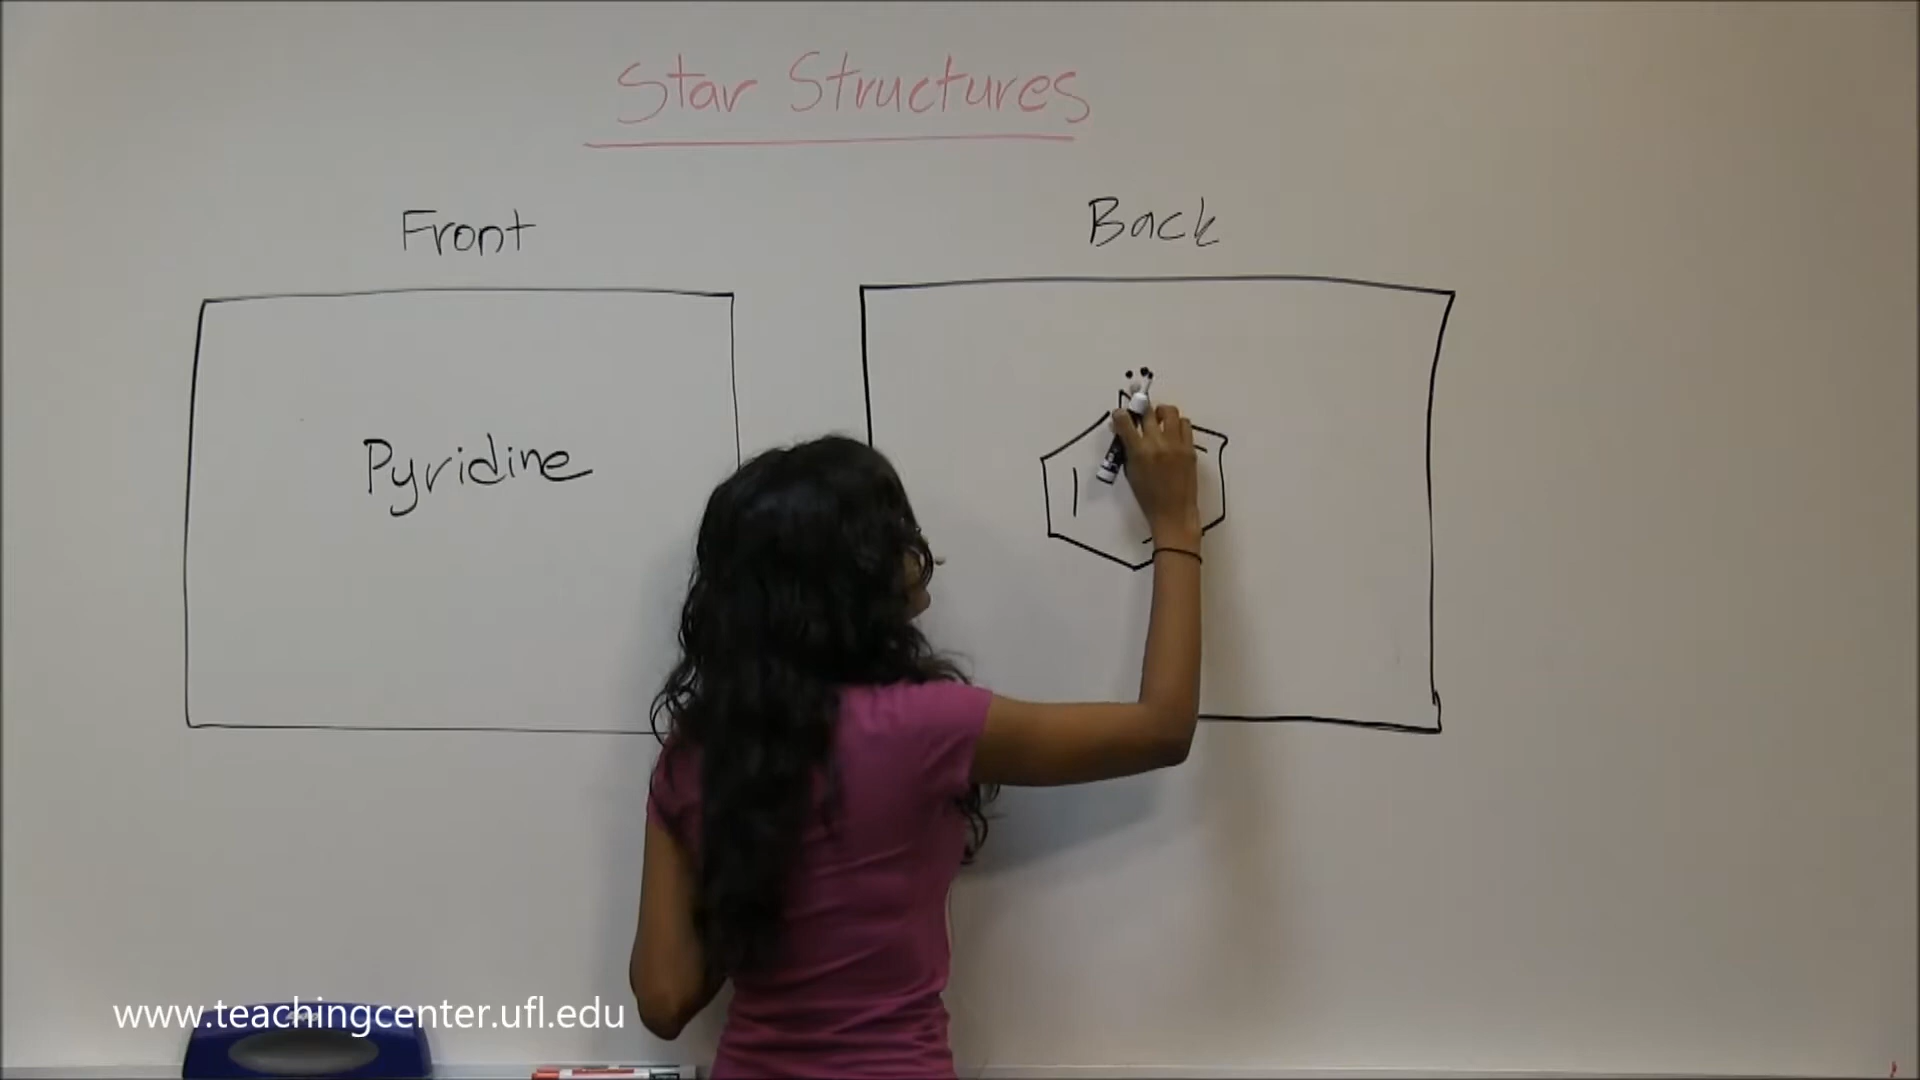 Star Structures
Front
Back
Pyridine
www.teachingcenter.ufl.edu